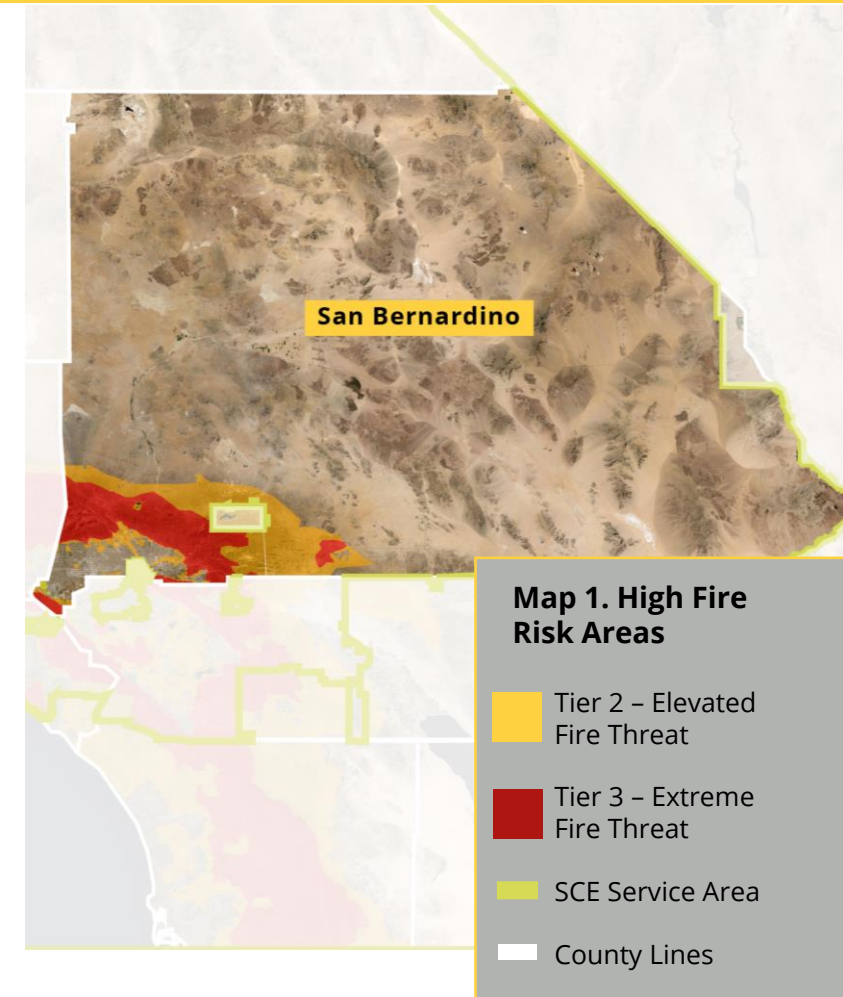 San Bernardino
Map 1. High Fire
Risk Areas
Tier 2 – Elevated
Fire Threat
Tier 3 – Extreme
Fire Threat
SCE Service Area
County Lines